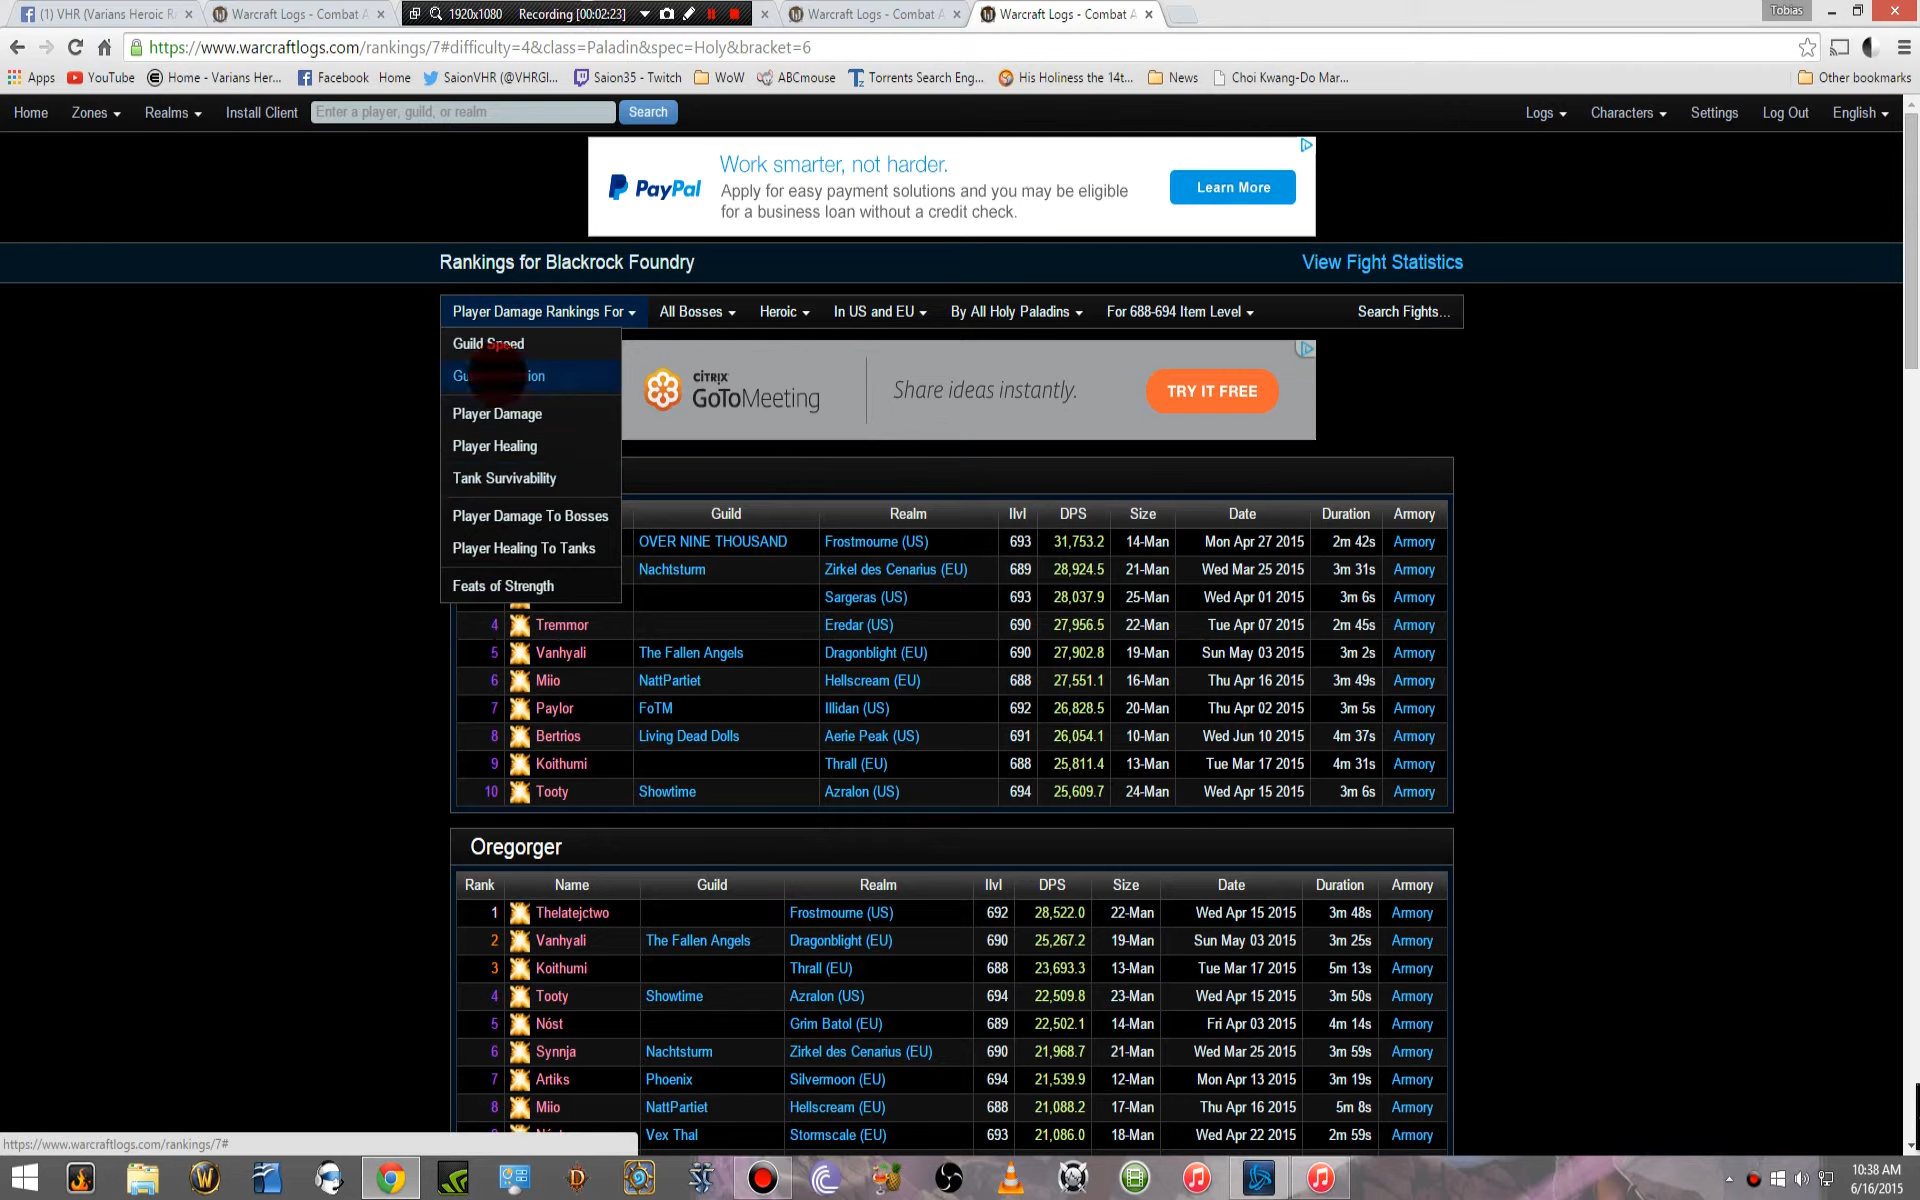 (1) VHR (Varians Heroic R
Warcraft Logs - Combat A
1920x1080 Recording [00:02:23]
Warcraft Logs - Combat A
Warcraft Logs - Combat A
Tobias
https://www.warcraftlogs.com/rankings/7#difficulty=4&class=Paladin&spec=Holy&bracket=6
Apps YouTube Home - Varians Her... Facebook Home SaionVHR (@VHRGl... Saion35 - Twitch WoW ABCmouse Torrents Search Eng... His Holiness the 14t... News Choi Kwang-Do Mar... Other bookmarks
Home Zones Realms Install Client Enter a player, guild, or realm Search Logs Characters Settings Log Out English
Work smarter, not harder.
PayPal
Apply for easy payment solutions and you may be eligible
for a business loan without a credit check.
Learn More
Rankings for Blackrock Foundry View Fight Statistics
Player Damage Rankings For All Bosses Heroic In US and EU By All Holy Paladins For 688-694 Item Level Search Fights...
Guild Speed
Player Damage
Player Healing
Tank Survivability
Player Damage To Bosses
Player Healing To Tanks
Feats of Strength
CITRIX
GoToMeeting
Share ideas instantly.
TRY IT FREE
Guild Realm Ilvl DPS Size Date Duration Armory
OVER NINE THOUSAND Frostmourne (US) 693 31,753.2 14-Man Mon Apr 27 2015 2m 42s Armory
Nachtsturm Zirkel des Cenarius (EU) 689 28,924.5 21-Man Wed Mar 25 2015 3m 31s Armory
Sargeras (US) 693 28,037.9 25-Man Wed Apr 01 2015 3m 6s Armory
4 Tremmor Eredar (US) 690 27,956.5 22-Man Tue Apr 07 2015 2m 45s Armory
5 Vanhyali The Fallen Angels Dragonblight (EU) 690 27,902.8 19-Man Sun May 03 2015 3m 2s Armory
6 Miio NattPartiet Hellscream (EU) 688 27,551.1 16-Man Thu Apr 16 2015 3m 49s Armory
7 Paylor FoTM Illidan (US) 692 26,828.5 20-Man Thu Apr 02 2015 3m 5s Armory
8 Bertrios Living Dead Dolls Aerie Peak (US) 691 26,054.1 10-Man Wed Jun 10 2015 4m 37s Armory
9 Koithumi Thrall (EU) 688 25,811.4 13-Man Tue Mar 17 2015 4m 31s Armory
10 Tooty Showtime Azralon (US) 694 25,609.7 24-Man Wed Apr 15 2015 3m 6s Armory
Oregorger
Rank Name Guild Realm Ilvl DPS Size Date Duration Armory
1 Thelatejctwo Frostmourne (US) 692 28,522.0 22-Man Wed Apr 15 2015 3m 48s Armory
2 Vanhyali The Fallen Angels Dragonblight (EU) 690 25,267.2 19-Man Sun May 03 2015 3m 25s Armory
3 Koithumi Thrall (EU) 688 23,693.3 13-Man Tue Mar 17 2015 5m 13s Armory
4 Tooty Showtime Azralon (US) 694 22,509.8 23-Man Wed Apr 15 2015 3m 50s Armory
5 Nóst Grim Batol (EU) 689 22,502.1 14-Man Fri Apr 03 2015 4m 14s Armory
6 Synnja Nachtsturm Zirkel des Cenarius (EU) 690 21,968.7 21-Man Wed Mar 25 2015 3m 59s Armory
7 Artiks Phoenix Silvermoon (EU) 694 21,539.9 12-Man Mon Apr 13 2015 3m 19s Armory
8 Miio NattPartiet Hellscream (EU) 688 21,088.2 17-Man Thu Apr 16 2015 5m 8s Armory
Vex Thal Stormscale (EU) 693 21,086.0 18-Man Wed Apr 22 2015 2m 59s Armory
https://www.warcraftlogs.com/rankings/7#
10:38 AM
6/16/2015